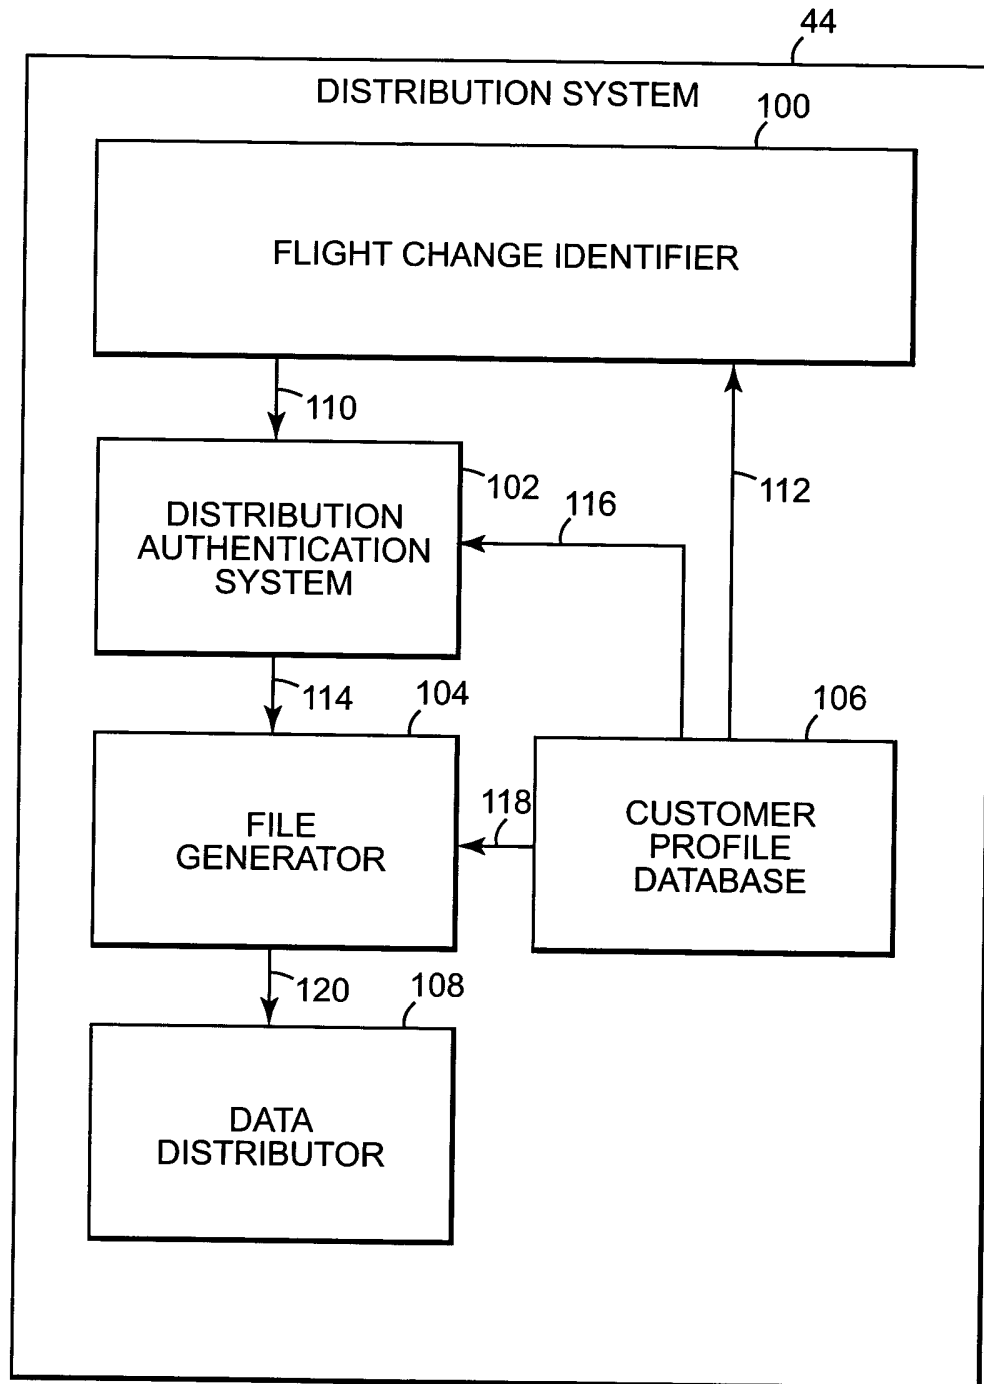 44
DISTRIBUTION SYSTEM
100
FLIGHT CHANGE IDENTIFIER
110
112
102
DISTRIBUTION
AUTHENTICATION
SYSTEM
116
114
104
106
FILE
GENERATOR
118
CUSTOMER
PROFILE
DATABASE
120
108
DATA
DISTRIBUTOR